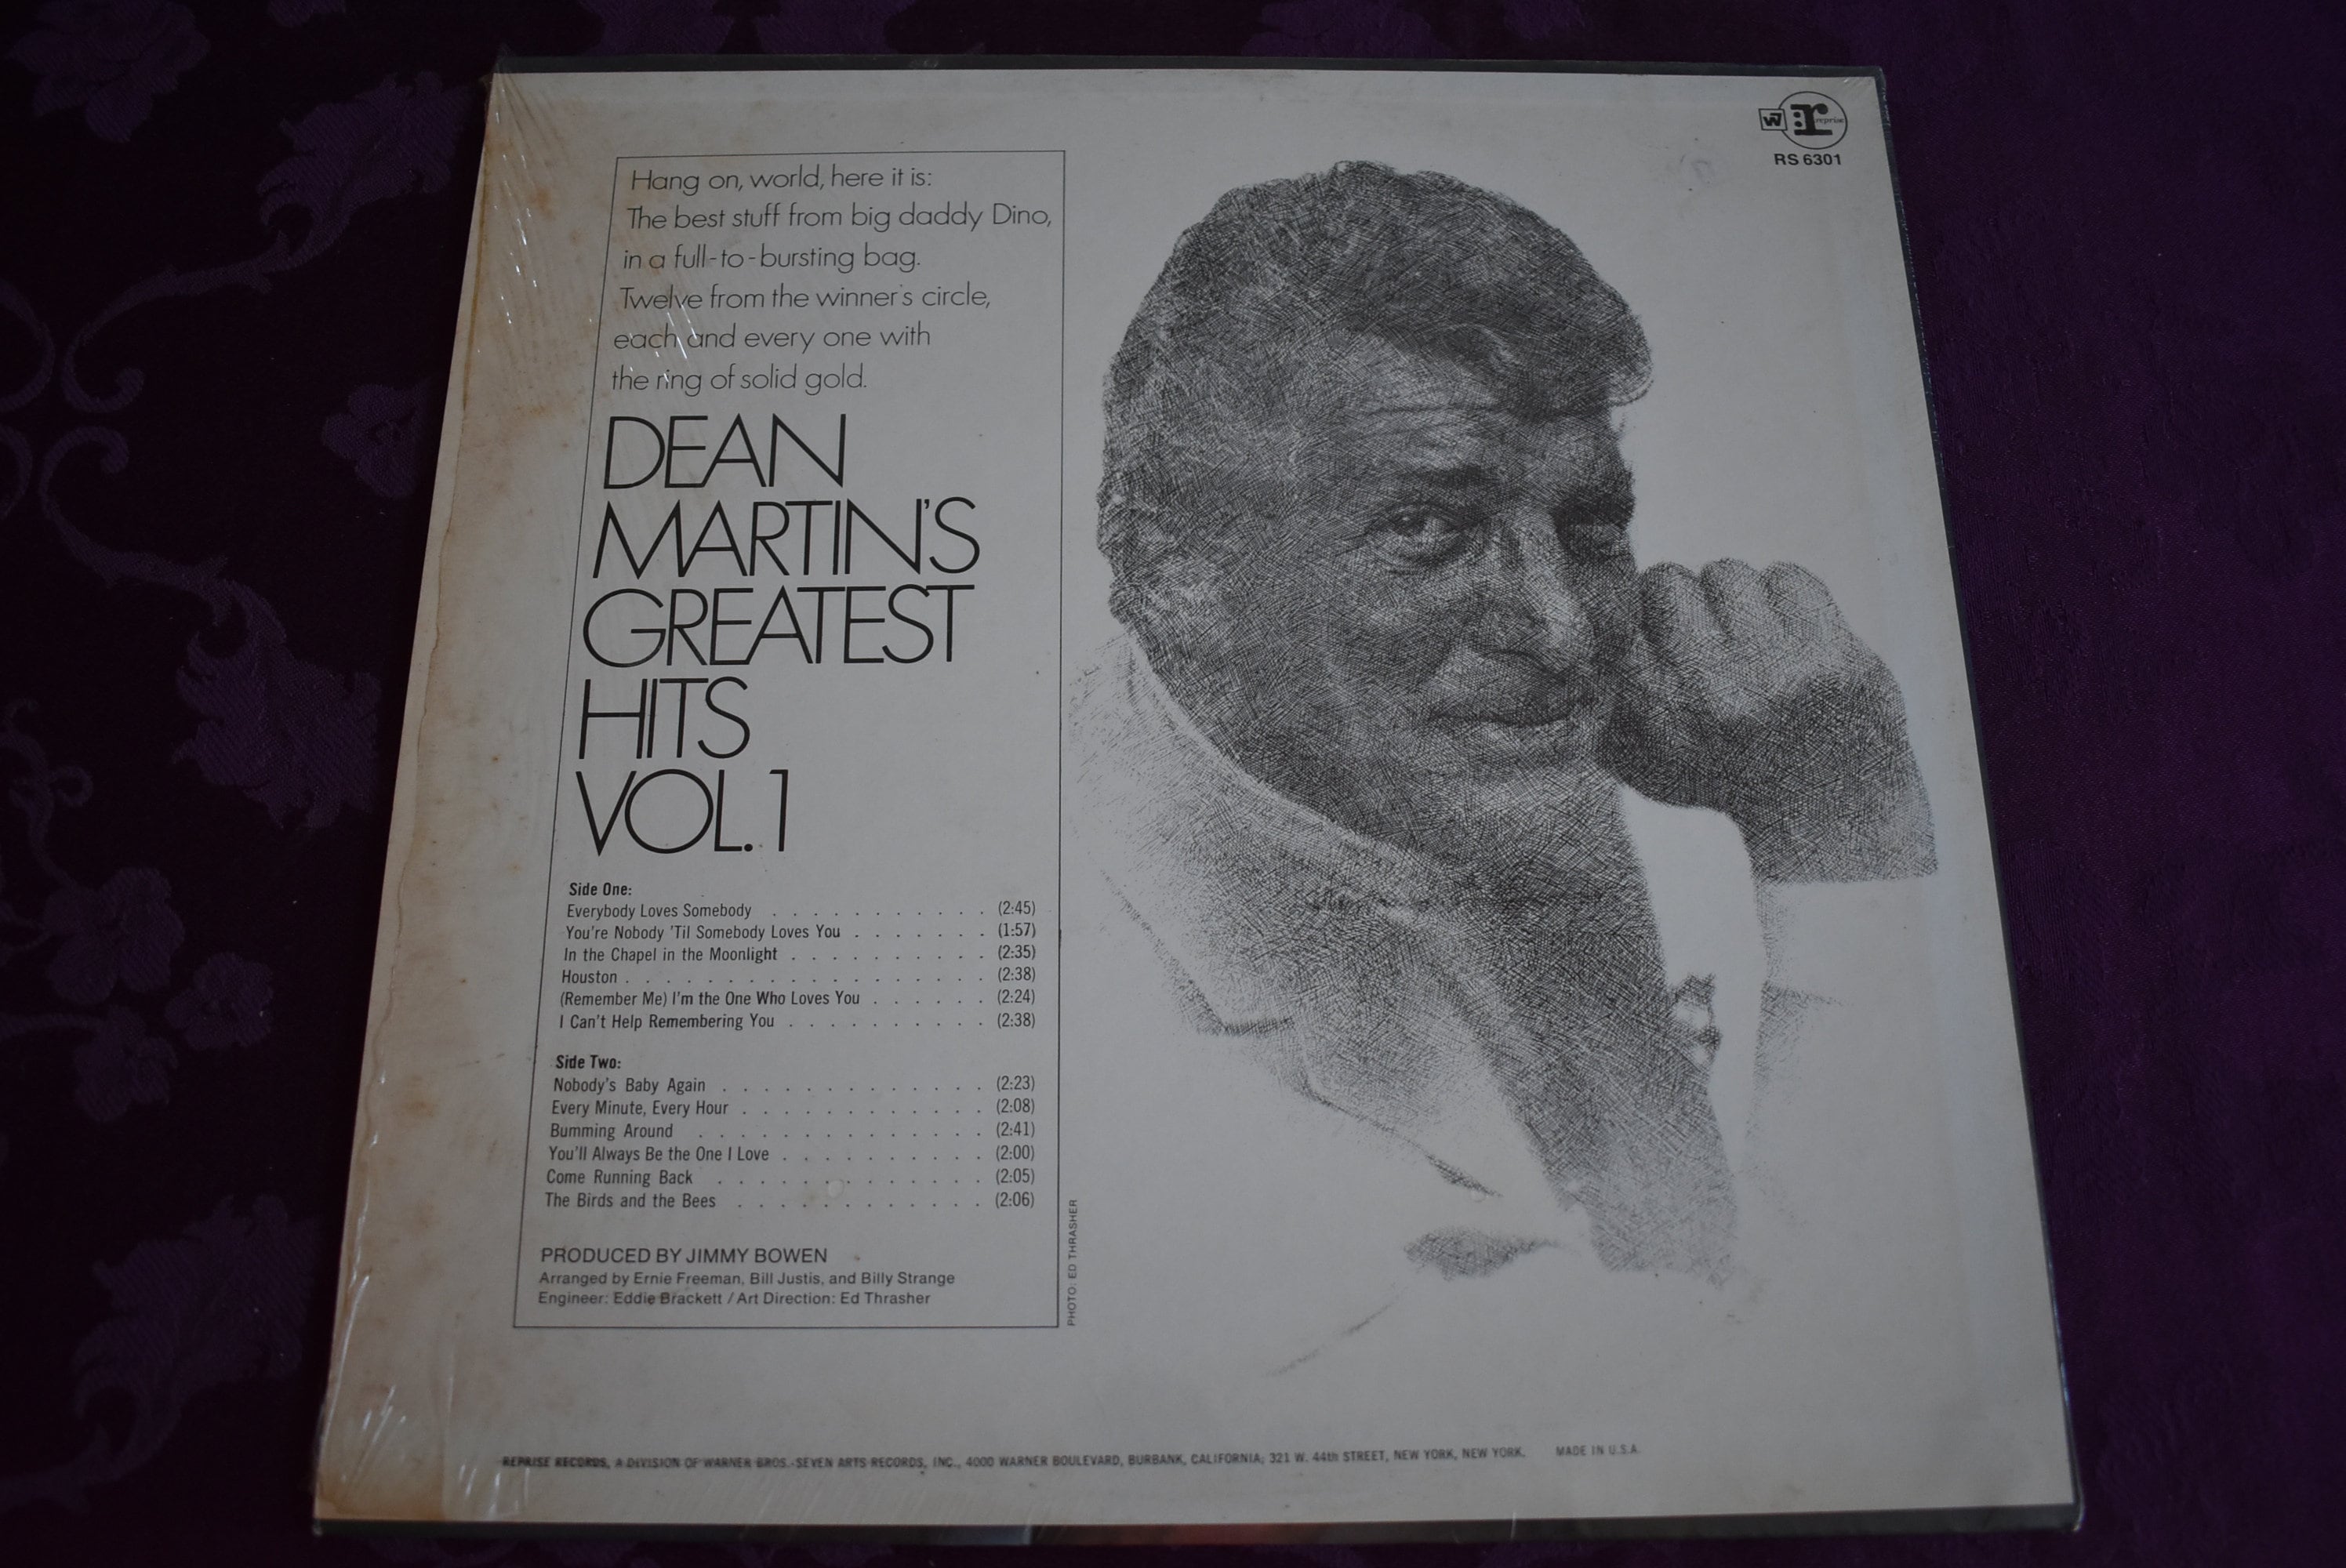 W
r reprise
RS 6301
Hang on, world, here it is:
The best stuff from big daddy Dino,
in a full-to-bursting bag.
Twelve from the winner's circle,
each and every one with
the ring of solid gold.
DEAN
MARTIN'S
GREATEST
HITS
VOL. 1
Side One:
Everybody Loves Somebody . . . . . . . . . . . (2:45)
You're Nobody 'Til Somebody Loves You . . . . . . . (1:57)
In the Chapel in the Moonlight . . . . . . . . . . (2:35)
Houston . . . . . . . . . . . . . . . . . (2:38)
(Remember Me) I'm the One Who Loves You . . . . . . (2:24)
I Can't Help Remembering You . . . . . . . . . . (2:38)
Side Two:
Nobody's Baby Again . . . . . . . . . . . . . (2:23)
Every Minute, Every Hour . . . . . . . . . . . . (2:08)
Bumming Around . . . . . . . . . . . . . (2:41)
You'll Always Be the One I Love . . . . . . . . . . (2:00)
Come Running Back . . . . . . . . . . . . . (2:05)
The Birds and the Bees . . . . . . . . . . . . (2:06)
PRODUCED BY JIMMY BOWEN
Arranged by Ernie Freeman, Bill Justis, and Billy Strange
Engineer: Eddie Brackett / Art Direction: Ed Thrasher
PHOTO: ED THRASHER
REPRISE RECORDS, A DIVISION OF WARNER BROS.-SEVEN ARTS RECORDS, INC., 4000 WARNER BOULEVARD, BURBANK, CALIFORNIA; 321 W. 44th STREET, NEW YORK, NEW YORK. MADE IN U.S.A.